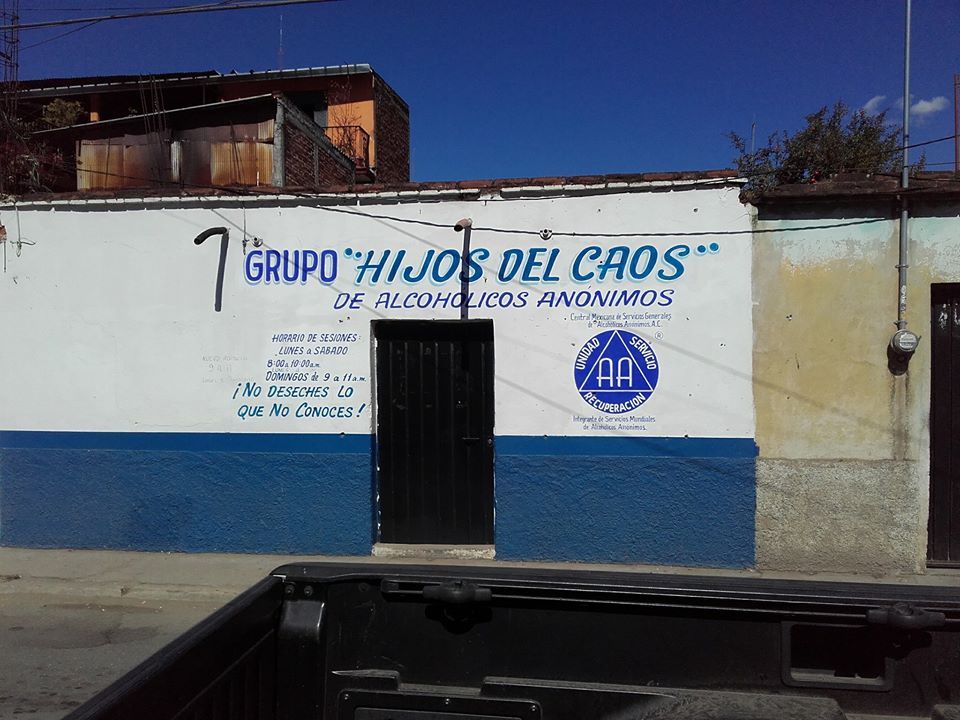 GRUPO "HIJOS DEL CAOS"
DE ALCOHÓLICOS ANÓNIMOS
Central Mexicana de Servicios Generales
de Alcohólicos Anónimos. A.C.
HORARIO DE SESIONES:
LUNES a SABADO
8:00 a 10:00 a.m.
DOMINGOS de 9 a 11 a.m.
¡NO DESECHES LO
QUE NO CONOCES!
UNIDAD SERVICIO
®
AA
RECUPERACION
Integrante de Servicios Mundiales
de Alcohólicos Anónimos.